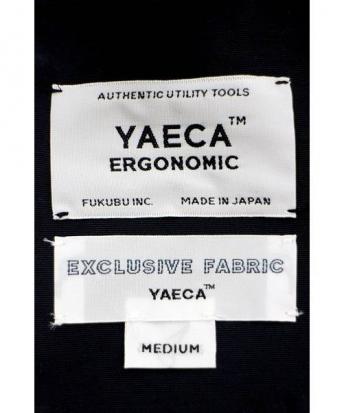 AUTHENTIC UTILITY TOOLS
YAECA™
ERGONOMIC
FUKUBU INC. MADE IN JAPAN
EXCLUSIVE FABRIC
YAECA™
MEDIUM